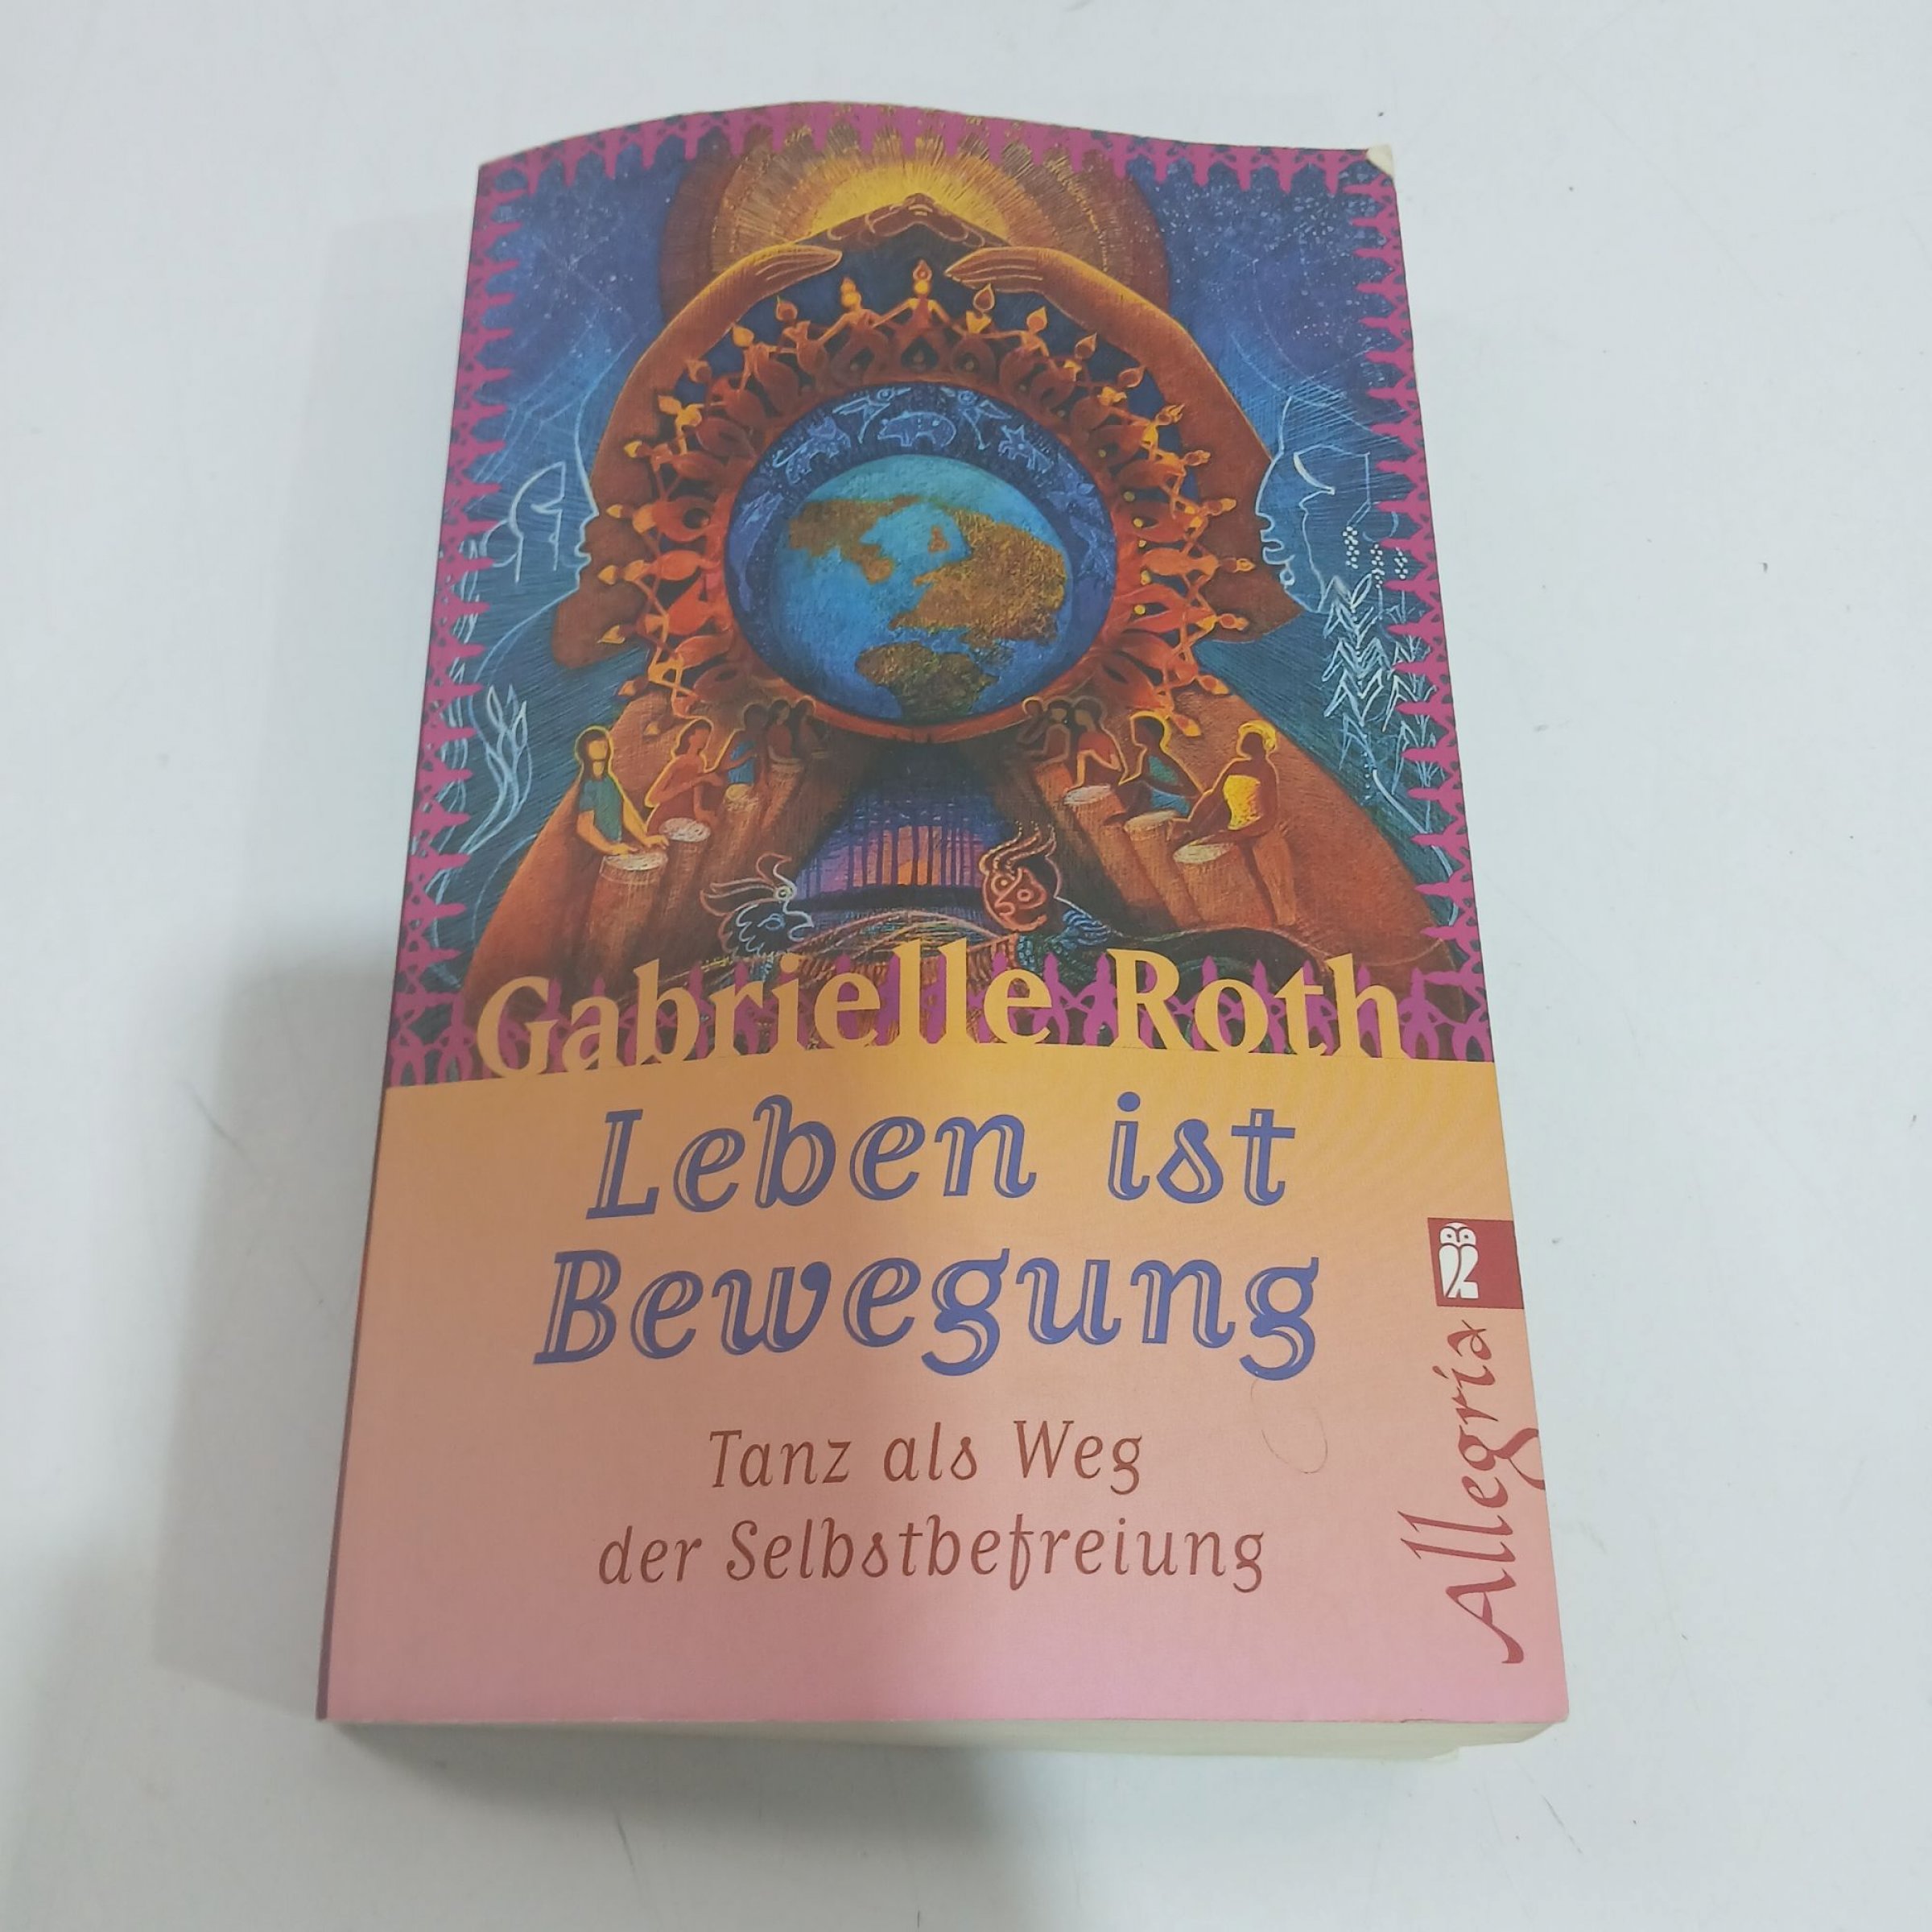 Gabrielle Roth
Leben ist
Bewegung
Tanz als Weg
der Selbstbefreiung
Allegria